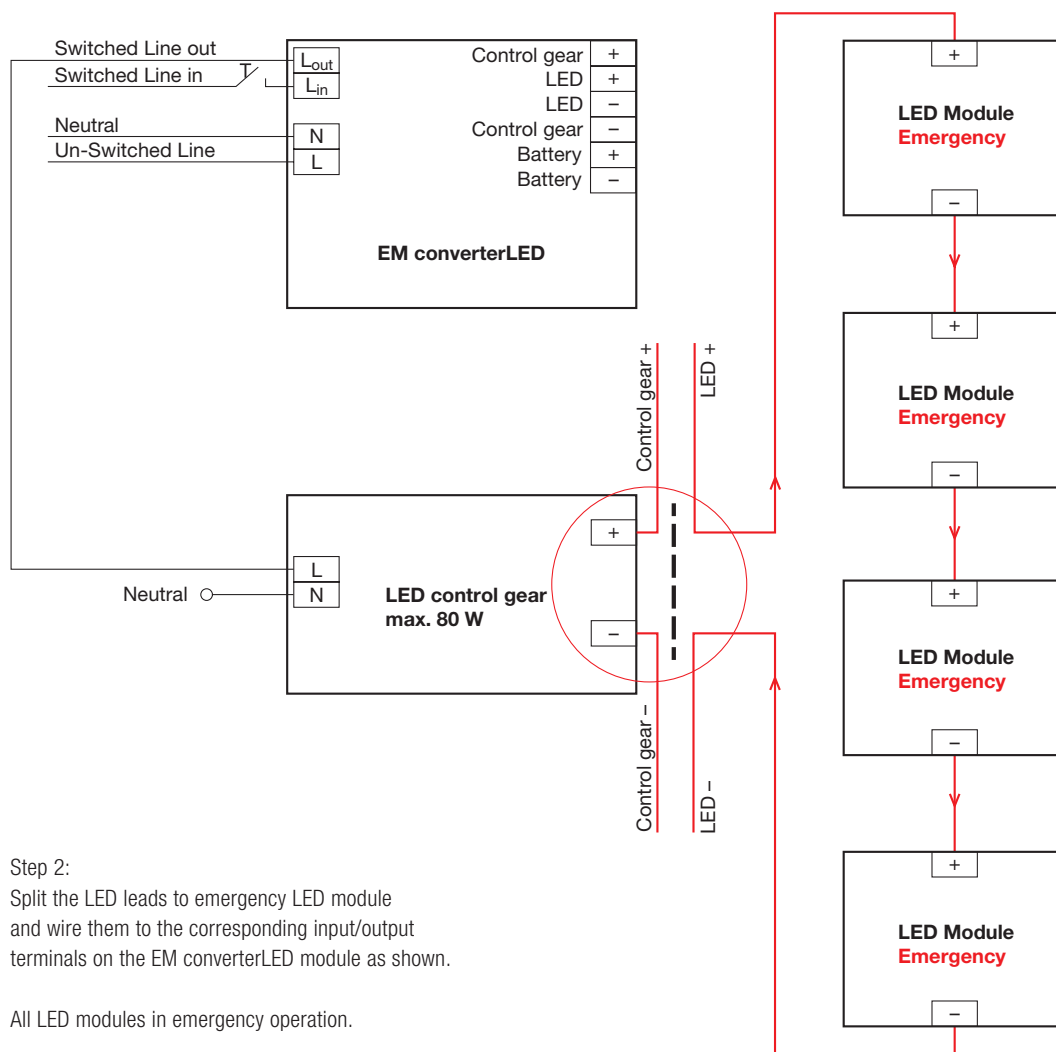 Switched Line out
Switched Line in
Neutral
Un-Switched Line
Lout
Lin
N
L
Control gear +
LED +
LED –
Control gear –
Battery +
Battery –
EM converterLED
Control gear +
LED +
L
N
Neutral
LED control gear
max. 80 W
+
–
Control gear –
LED –
+
LED Module
Emergency
–
+
LED Module
Emergency
–
+
LED Module
Emergency
–
+
LED Module
Emergency
–
Step 2:
Split the LED leads to emergency LED module
and wire them to the corresponding input/output
terminals on the EM converterLED module as shown.
All LED modules in emergency operation.